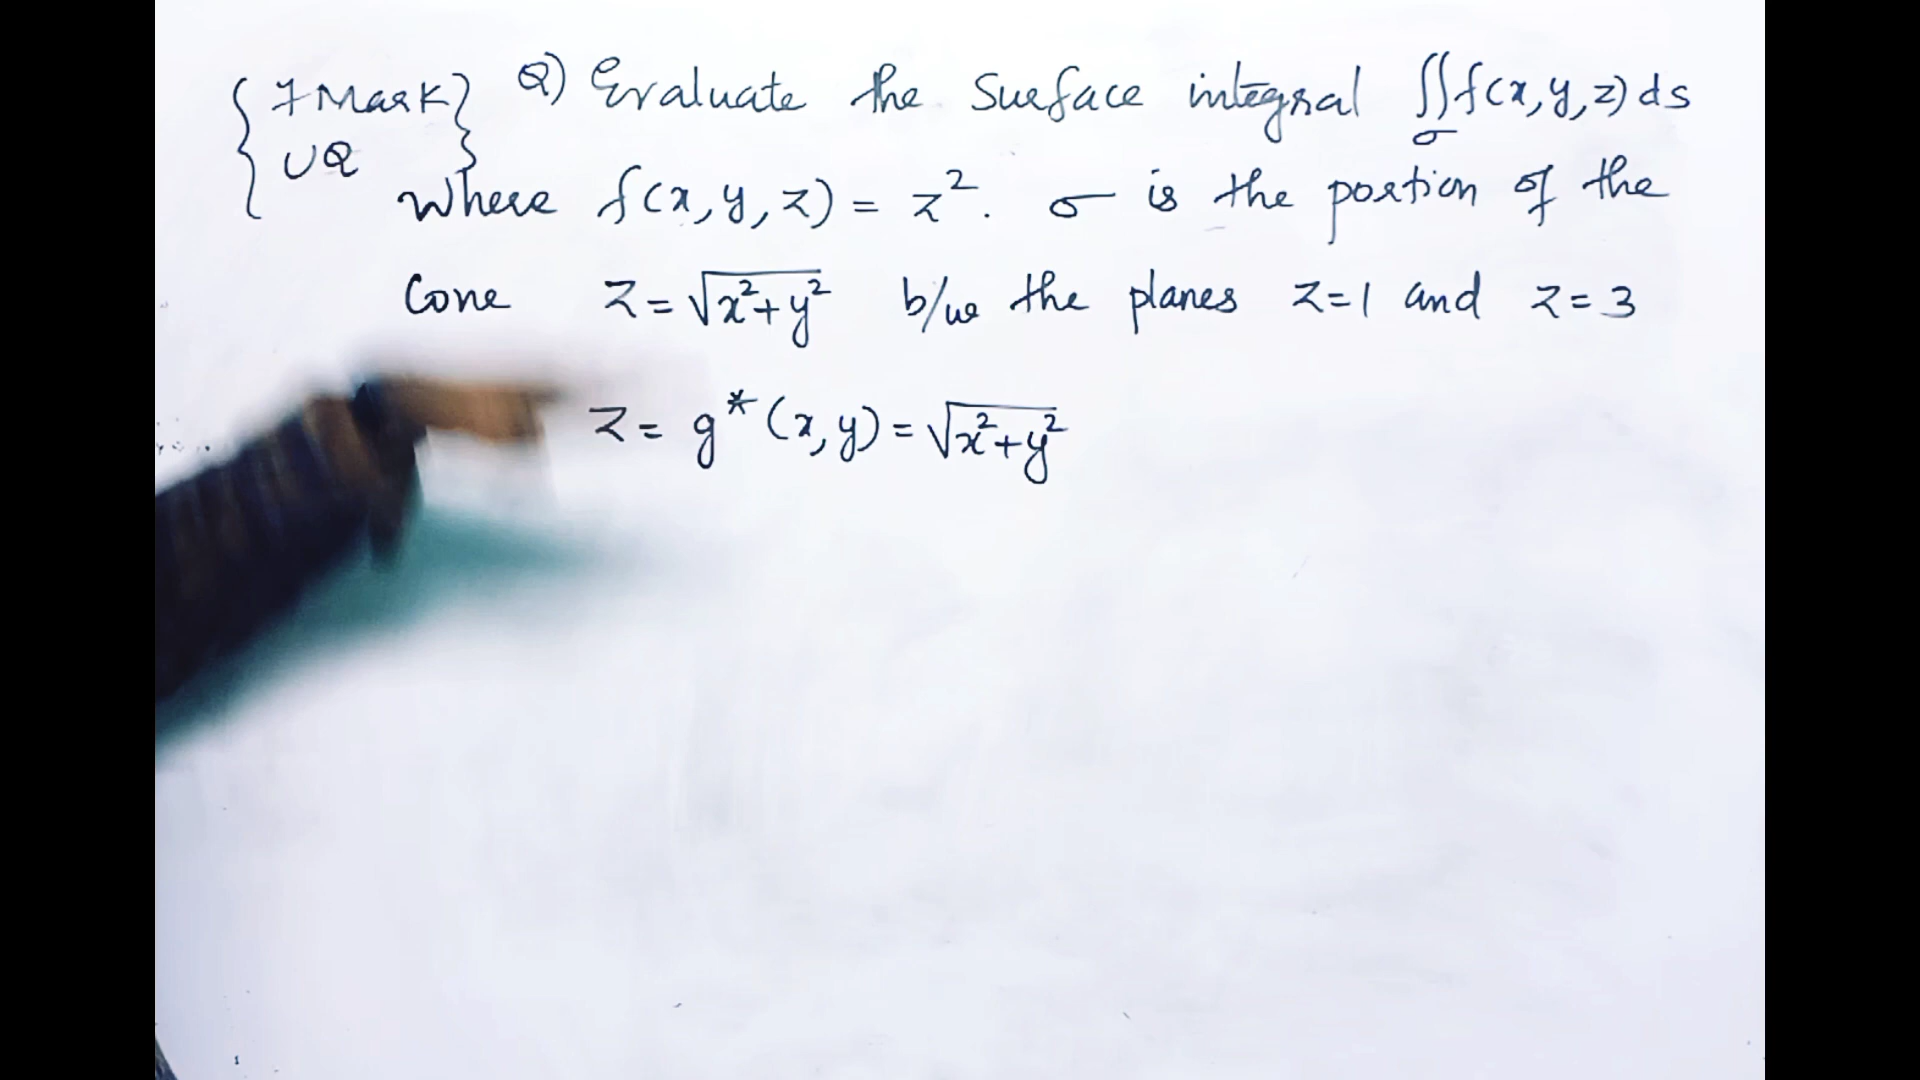 7 Mark
UQ
Q) Evaluate the Surface integral ∬_σ f(x,y,z) ds
where f(x,y,z) = z². σ is the portion of the
Cone z = √(x²+y²) b/w the planes z=1 and z=3
z = g*(x,y) = √(x²+y²)